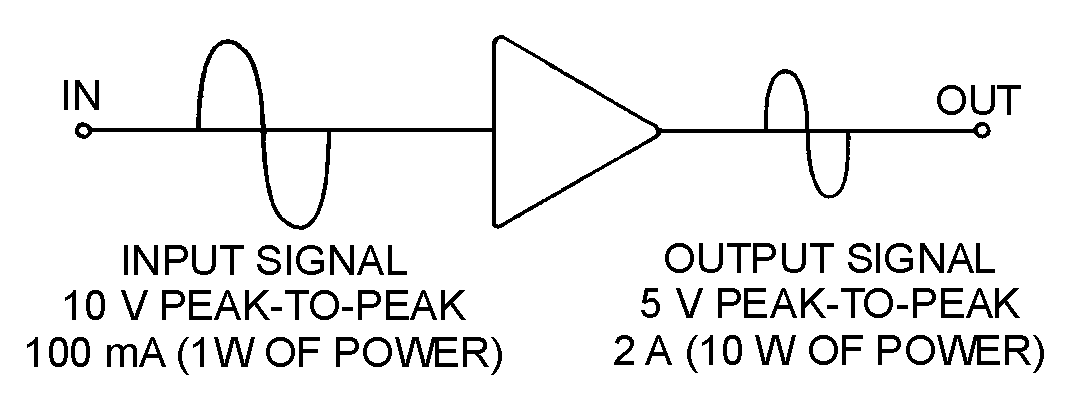 IN
OUT
INPUT SIGNAL
10 V PEAK-TO-PEAK
100 mA (1W OF POWER)
OUTPUT SIGNAL
5 V PEAK-TO-PEAK
2 A (10 W OF POWER)